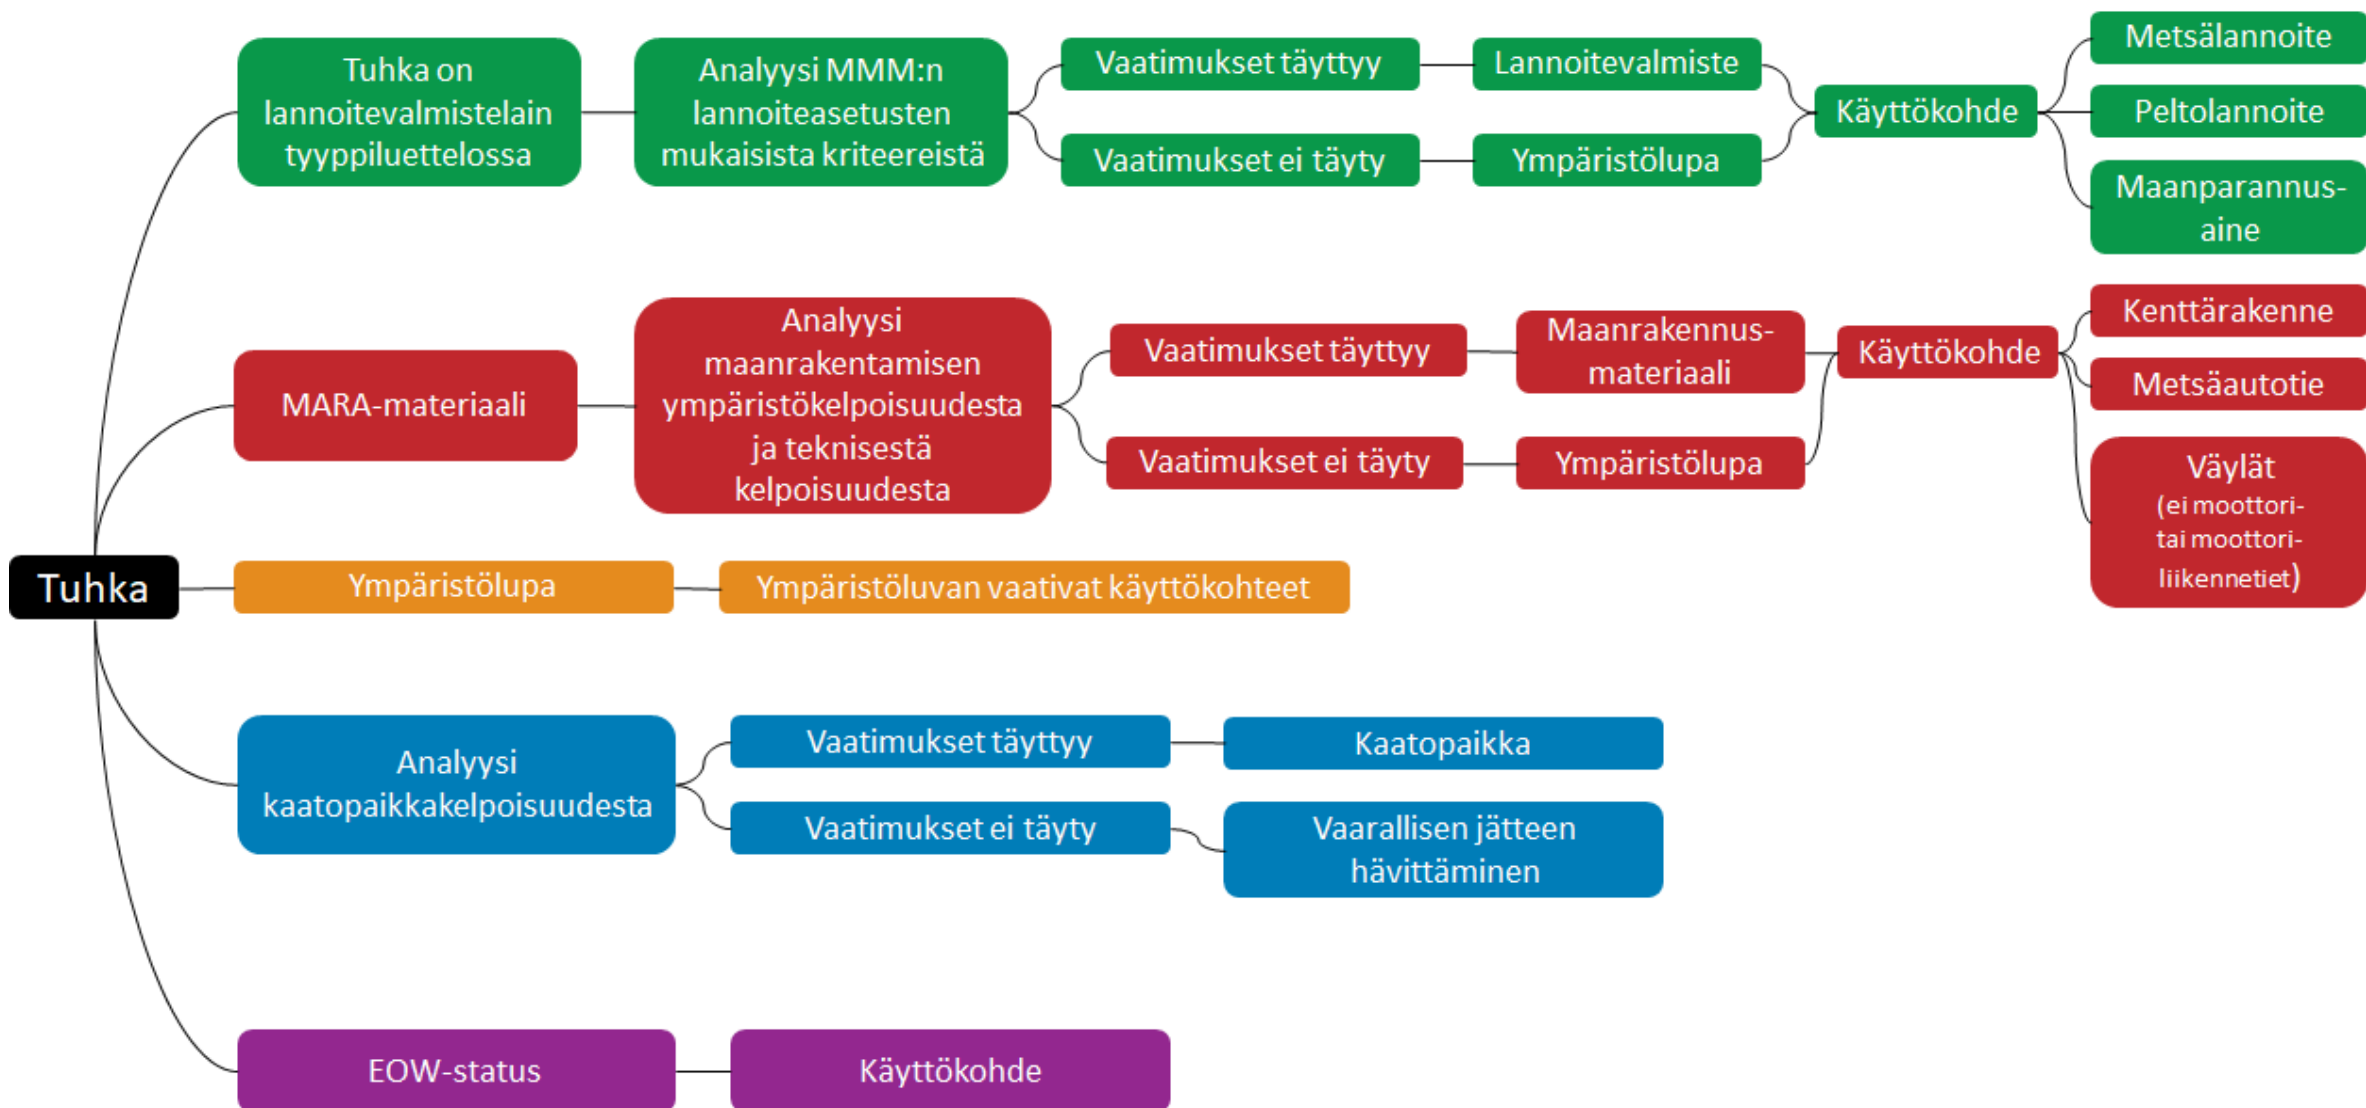 Tuhka
Tuhka on
lannoitevalmistelain
tyyppiluettelossa
Analyysi MMM:n
lannoiteasetusten
mukaisista kriteereistä
Vaatimukset täyttyy
Lannoitevalmiste
Vaatimukset ei täyty
Ympäristölupa
Käyttökohde
Metsälannoite
Peltolannoite
Maanparannus-
aine
MARA-materiaali
Analyysi
maanrakentamisen
ympäristökelpoisuudesta
ja teknisestä
kelpoisuudesta
Vaatimukset täyttyy
Maanrakennus-
materiaali
Vaatimukset ei täyty
Ympäristölupa
Käyttökohde
Kenttärakenne
Metsäautotie
Väylät
(ei moottori-
tai moottori-
liikennetiet)
Ympäristölupa
Ympäristöluvan vaativat käyttökohteet
Analyysi
kaatopaikkakelpoisuudesta
Vaatimukset täyttyy
Kaatopaikka
Vaatimukset ei täyty
Vaarallisen jätteen
hävittäminen
EOW-status
Käyttökohde